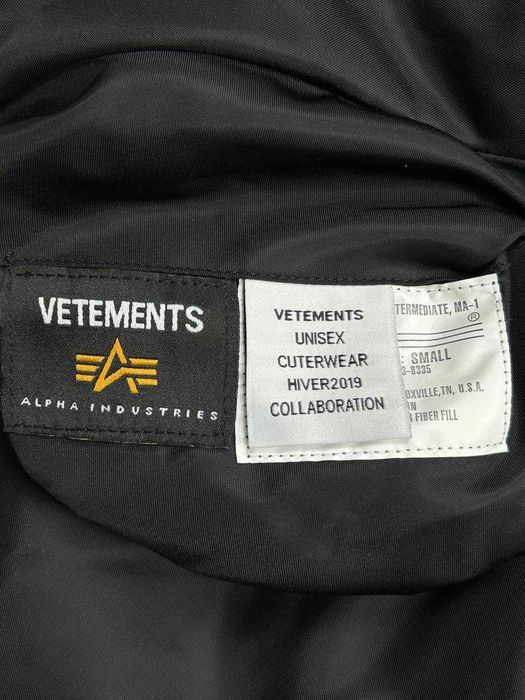 VETEMENTS
ALPHA INDUSTRIES
VETEMENTS
UNISEX
CUTERWEAR
HIVER2019
COLLABORATION
TERMEDIATE, MA-1
®
: SMALL
3-8335
OXVILLE,TN, U.S.A.
N
FIBER FILL